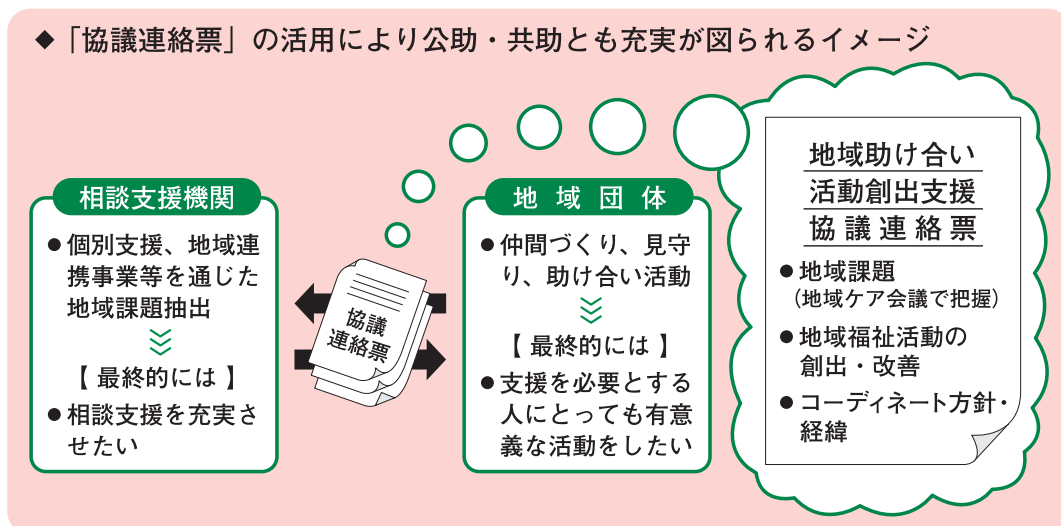 ◆「協議連絡票」の活用により公助・共助とも充実が図られるイメージ
相談支援機関
●個別支援、地域連
携事業等を通じた
地域課題抽出
【 最終的には 】
●相談支援を充実さ
せたい
協議
連絡票
地域団体
●仲間づくり、見守
り、助け合い活動
【 最終的には 】
●支援を必要とする
人にとっても有意
義な活動をしたい
地域助け合い
活動創出支援
協議連絡票
●地域課題
（地域ケア会議で把握）
●地域福祉活動の
創出・改善
●コーディネート方針・
経緯